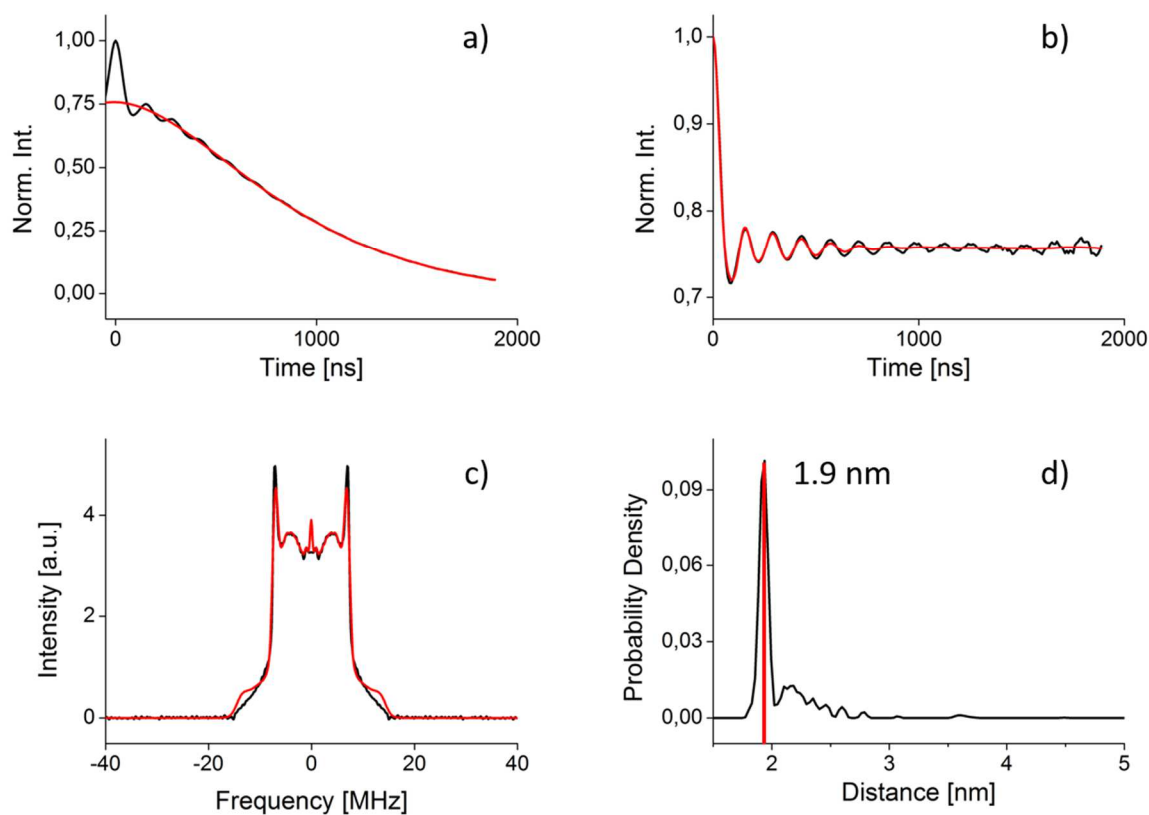 a)
1,00
0,75
0,50
0,25
0,00
Norm. Int.
0 1000 2000
Time [ns]
b)
1,0
0,9
0,8
0,7
Norm. Int.
0 1000 2000
Time [ns]
c)
4
2
0
Intensity [a.u.]
-40 -20 0 20 40
Frequency [MHz]
1.9 nm d)
0,09
0,06
0,03
0,00
Probability Density
2 3 4 5
Distance [nm]